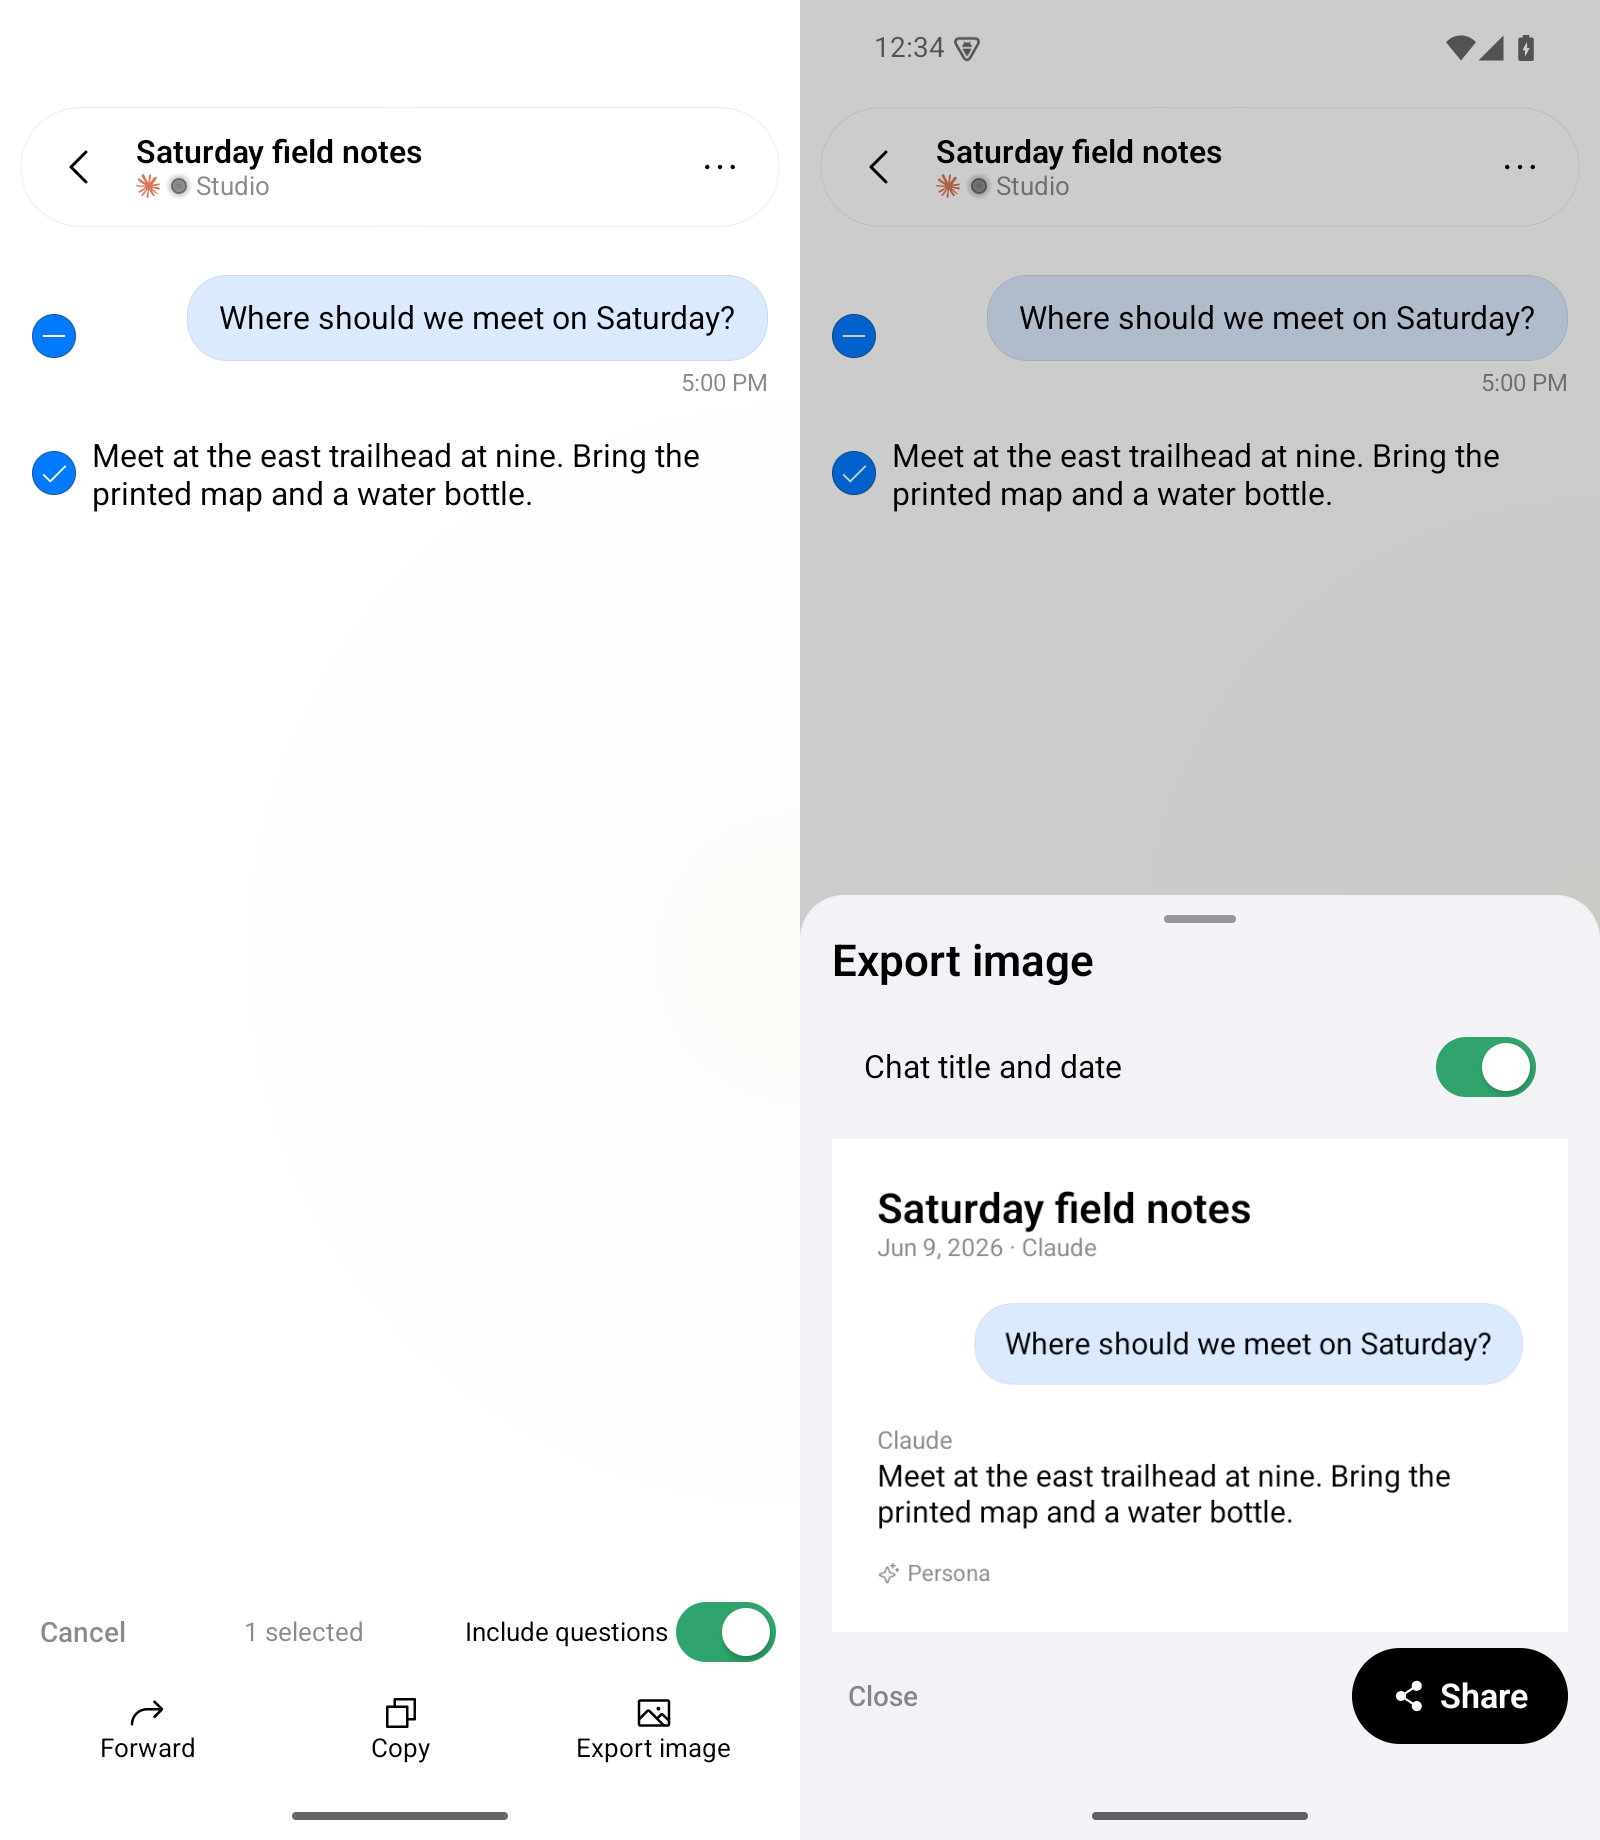 Saturday field notes
Studio
Where should we meet on Saturday?
5:00 PM
Meet at the east trailhead at nine. Bring the
printed map and a water bottle.
Cancel
1 selected
Include questions
Forward
Copy
Export image
12:34
Saturday field notes
Studio
Where should we meet on Saturday?
5:00 PM
Meet at the east trailhead at nine. Bring the
printed map and a water bottle.
Export image
Chat title and date
Saturday field notes
Jun 9, 2026 · Claude
Where should we meet on Saturday?
Claude
Meet at the east trailhead at nine. Bring the
printed map and a water bottle.
Persona
Close
Share